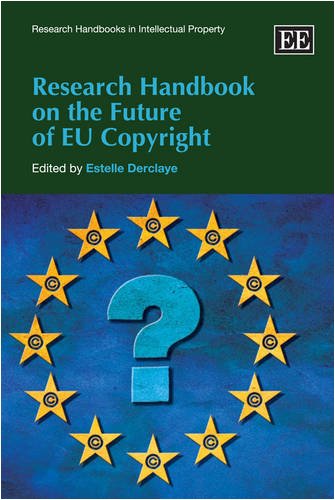 Research Handbooks in Intellectual Property
EE
Research Handbook
on the Future
of EU Copyright
Edited by Estelle Derclaye
©
©
©
©
©
©
©
©
©
©
©
©
?